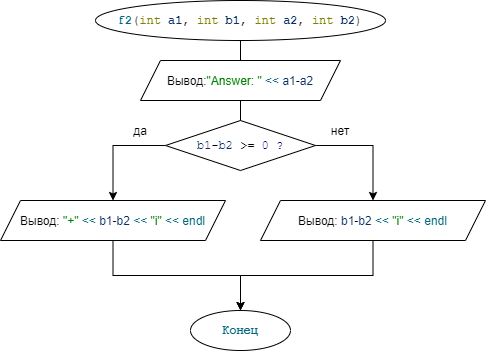 f2(int a1, int b1, int a2, int b2)
Вывод:"Answer: " << a1-a2
да
нет
b1-b2 >= 0 ?
Вывод: "+" << b1-b2 << "i" << endl
Вывод: b1-b2 << "i" << endl
Конец